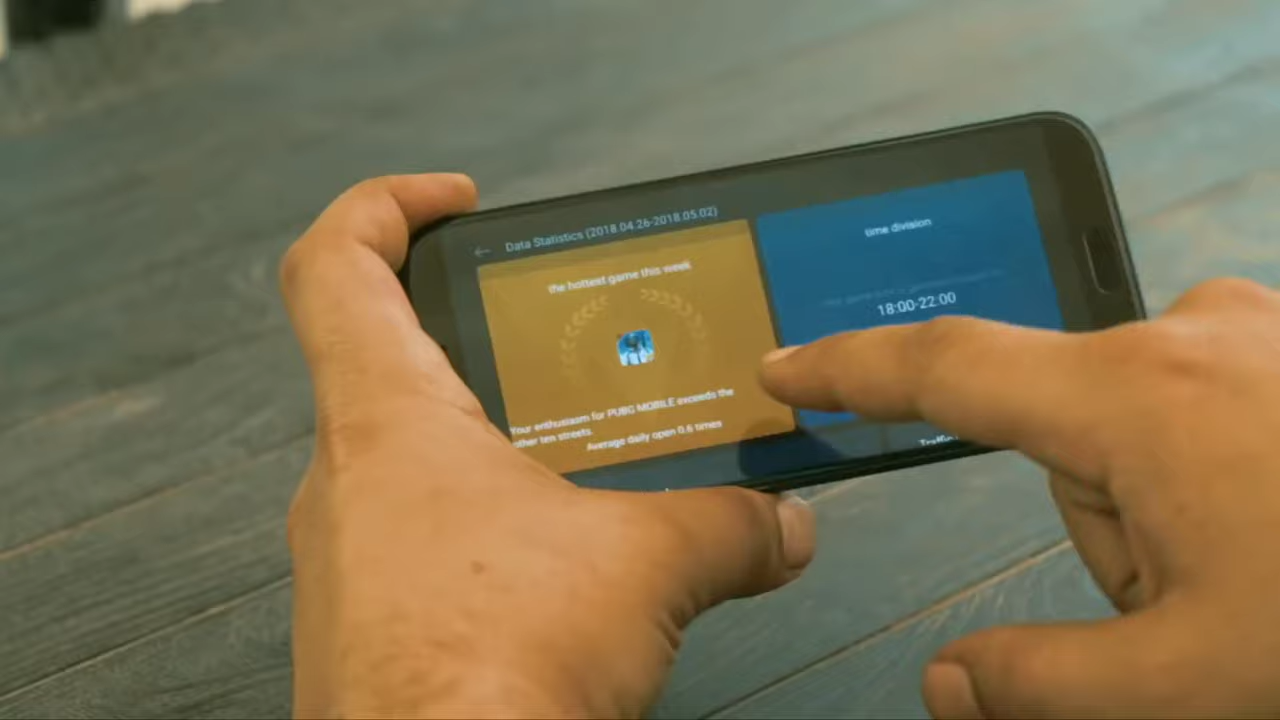 ← Data Statistics (2018.04.26-2018.05.02)
the hottest game this week
Your enthusiasm for PUBG MOBILE exceeds the
other ten streets.
Average daily open 0.6 times
time division
18:00-22:00
Traffic